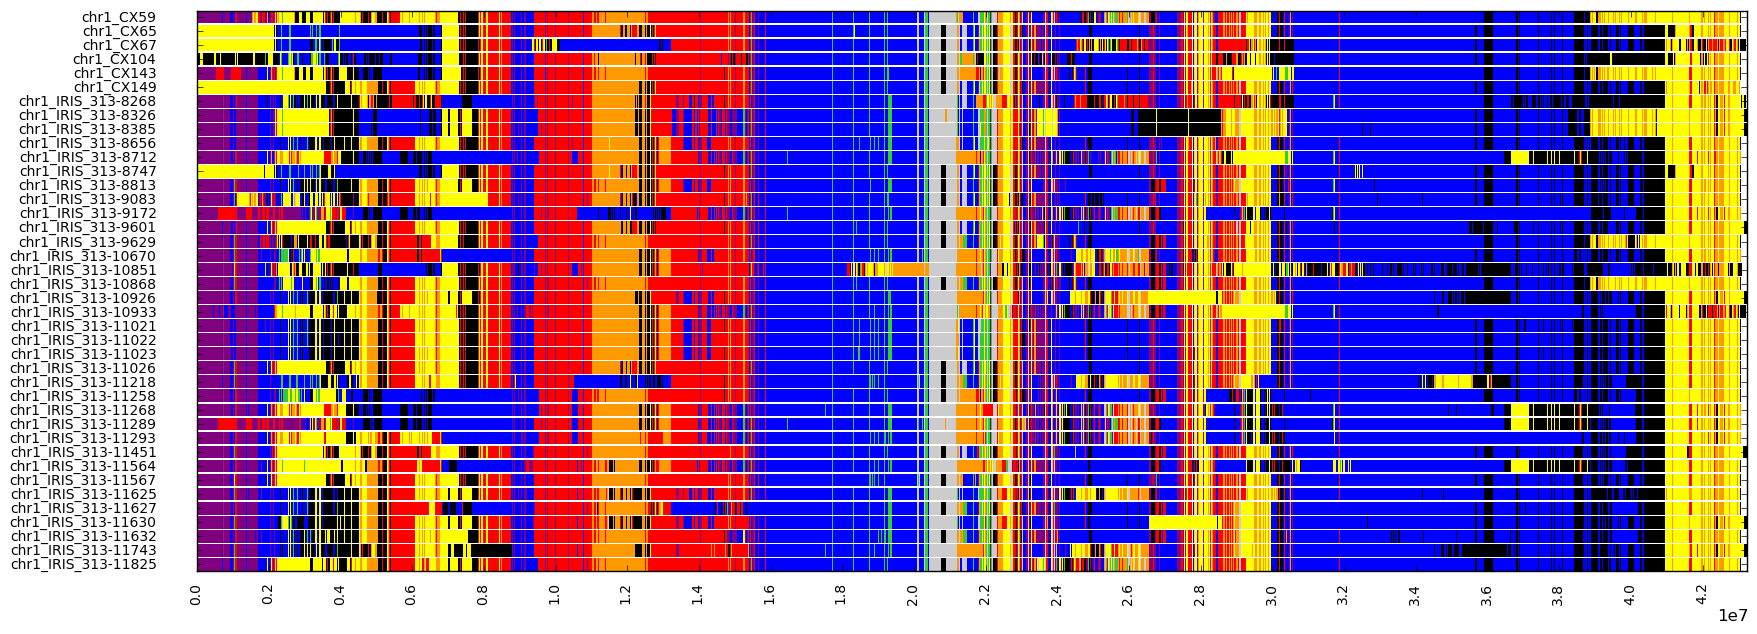 chr1_CX59
chr1_CX65
chr1_CX67
chr1_CX104
chr1_CX143
chr1_CX149
chr1_IRIS_313-8268
chr1_IRIS_313-8326
chr1_IRIS_313-8385
chr1_IRIS_313-8656
chr1_IRIS_313-8712
chr1_IRIS_313-8747
chr1_IRIS_313-8813
chr1_IRIS_313-9083
chr1_IRIS_313-9172
chr1_IRIS_313-9601
chr1_IRIS_313-9629
chr1_IRIS_313-10670
chr1_IRIS_313-10851
chr1_IRIS_313-10868
chr1_IRIS_313-10926
chr1_IRIS_313-10933
chr1_IRIS_313-11021
chr1_IRIS_313-11022
chr1_IRIS_313-11023
chr1_IRIS_313-11026
chr1_IRIS_313-11218
chr1_IRIS_313-11258
chr1_IRIS_313-11268
chr1_IRIS_313-11289
chr1_IRIS_313-11293
chr1_IRIS_313-11451
chr1_IRIS_313-11564
chr1_IRIS_313-11567
chr1_IRIS_313-11625
chr1_IRIS_313-11627
chr1_IRIS_313-11630
chr1_IRIS_313-11632
chr1_IRIS_313-11743
chr1_IRIS_313-11825
0.0 0.2 0.4 0.6 0.8 1.0 1.2 1.4 1.6 1.8 2.0 2.2 2.4 2.6 2.8 3.0 3.2 3.4 3.6 3.8 4.0 4.2
1e7